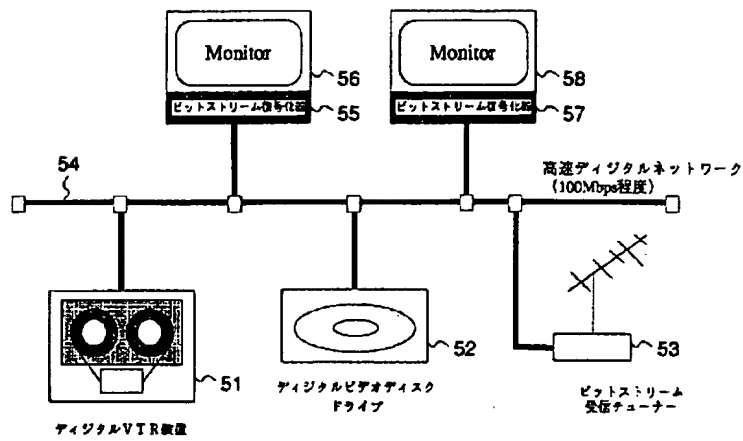 Monitor
56
ビットストリーム信号化器
55
Monitor
58
ビットストリーム信号化器
57
54
高速ディジタルネットワーク
(100Mbps程度)
51
ディジタルVTR装置
52
ディジタルビデオディスク
ドライブ
53
ビットストリーム
受信チューナー